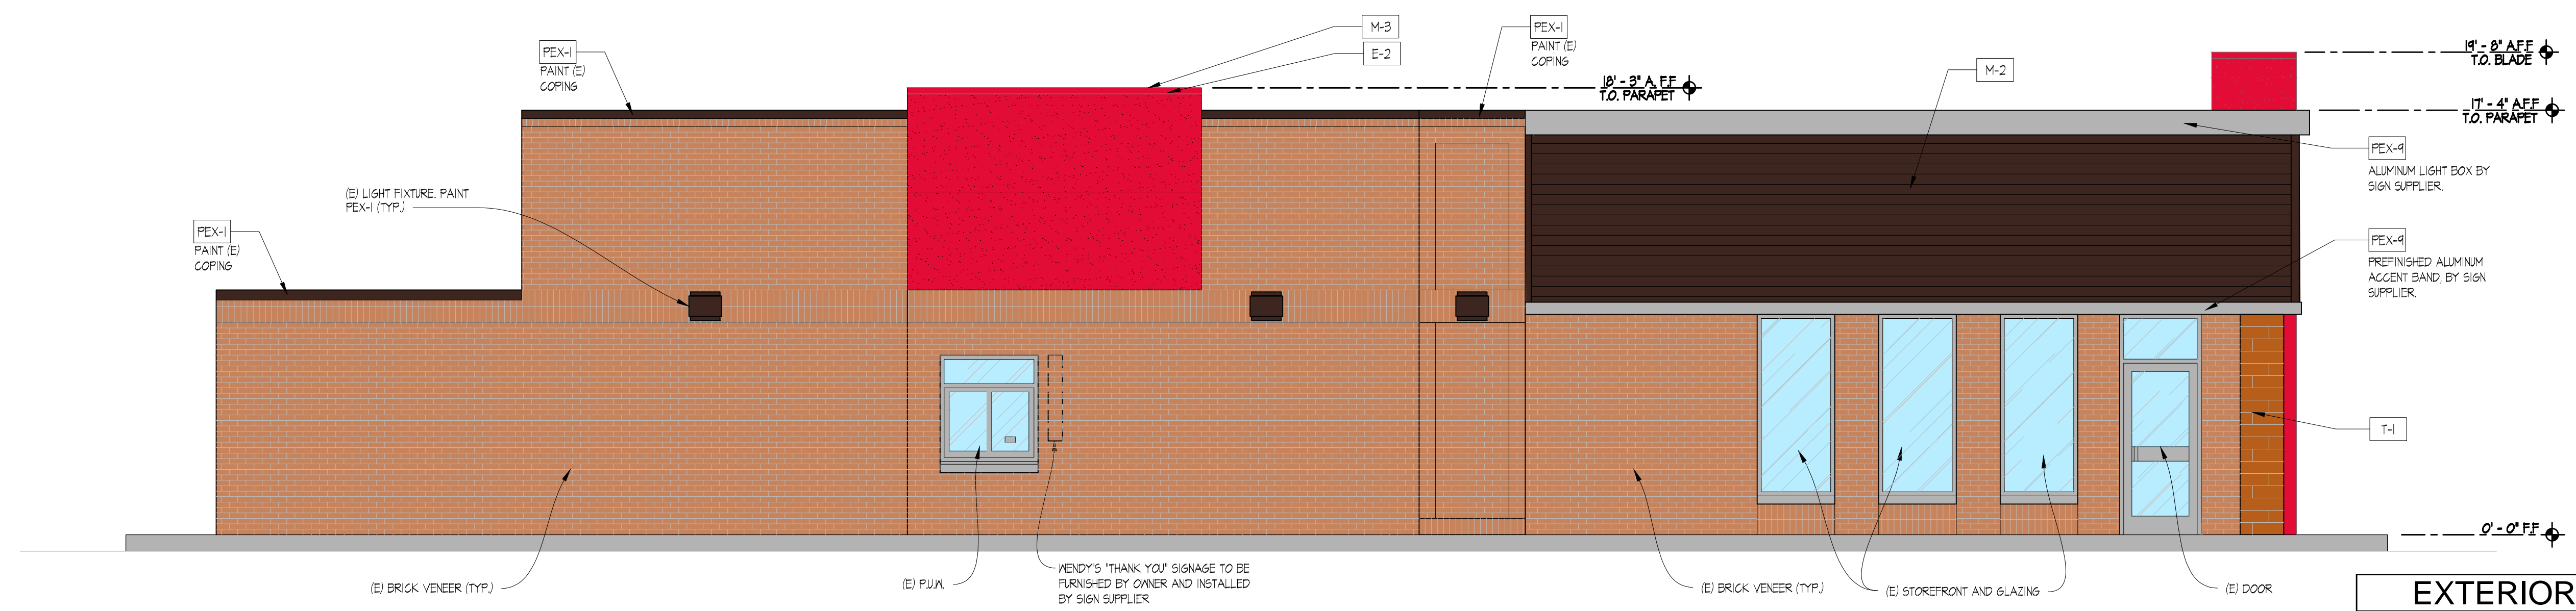 M-3
E-2
PEX-1
PAINT (E)
COPING
PEX-1
PAINT (E)
COPING
18' - 3" A. F.F
T.O. PARAPET
M-2
19' - 8" A.F.F
T.O. BLADE
17' - 4" A.F.F
T.O. PARAPET
PEX-9
ALUMINUM LIGHT BOX BY
SIGN SUPPLIER.
(E) LIGHT FIXTURE. PAINT
PEX-1 (TYP.)
PEX-1
PAINT (E)
COPING
PEX-9
PREFINISHED ALUMINUM
ACCENT BAND, BY SIGN
SUPPLIER.
T-1
0' - 0" F.F
(E) BRICK VENEER (TYP.)
(E) P.U.W.
WENDY'S "THANK YOU" SIGNAGE TO BE
FURNISHED BY OWNER AND INSTALLED
BY SIGN SUPPLIER
(E) BRICK VENEER (TYP.)
(E) STOREFRONT AND GLAZING
(E) DOOR
EXTERIOR